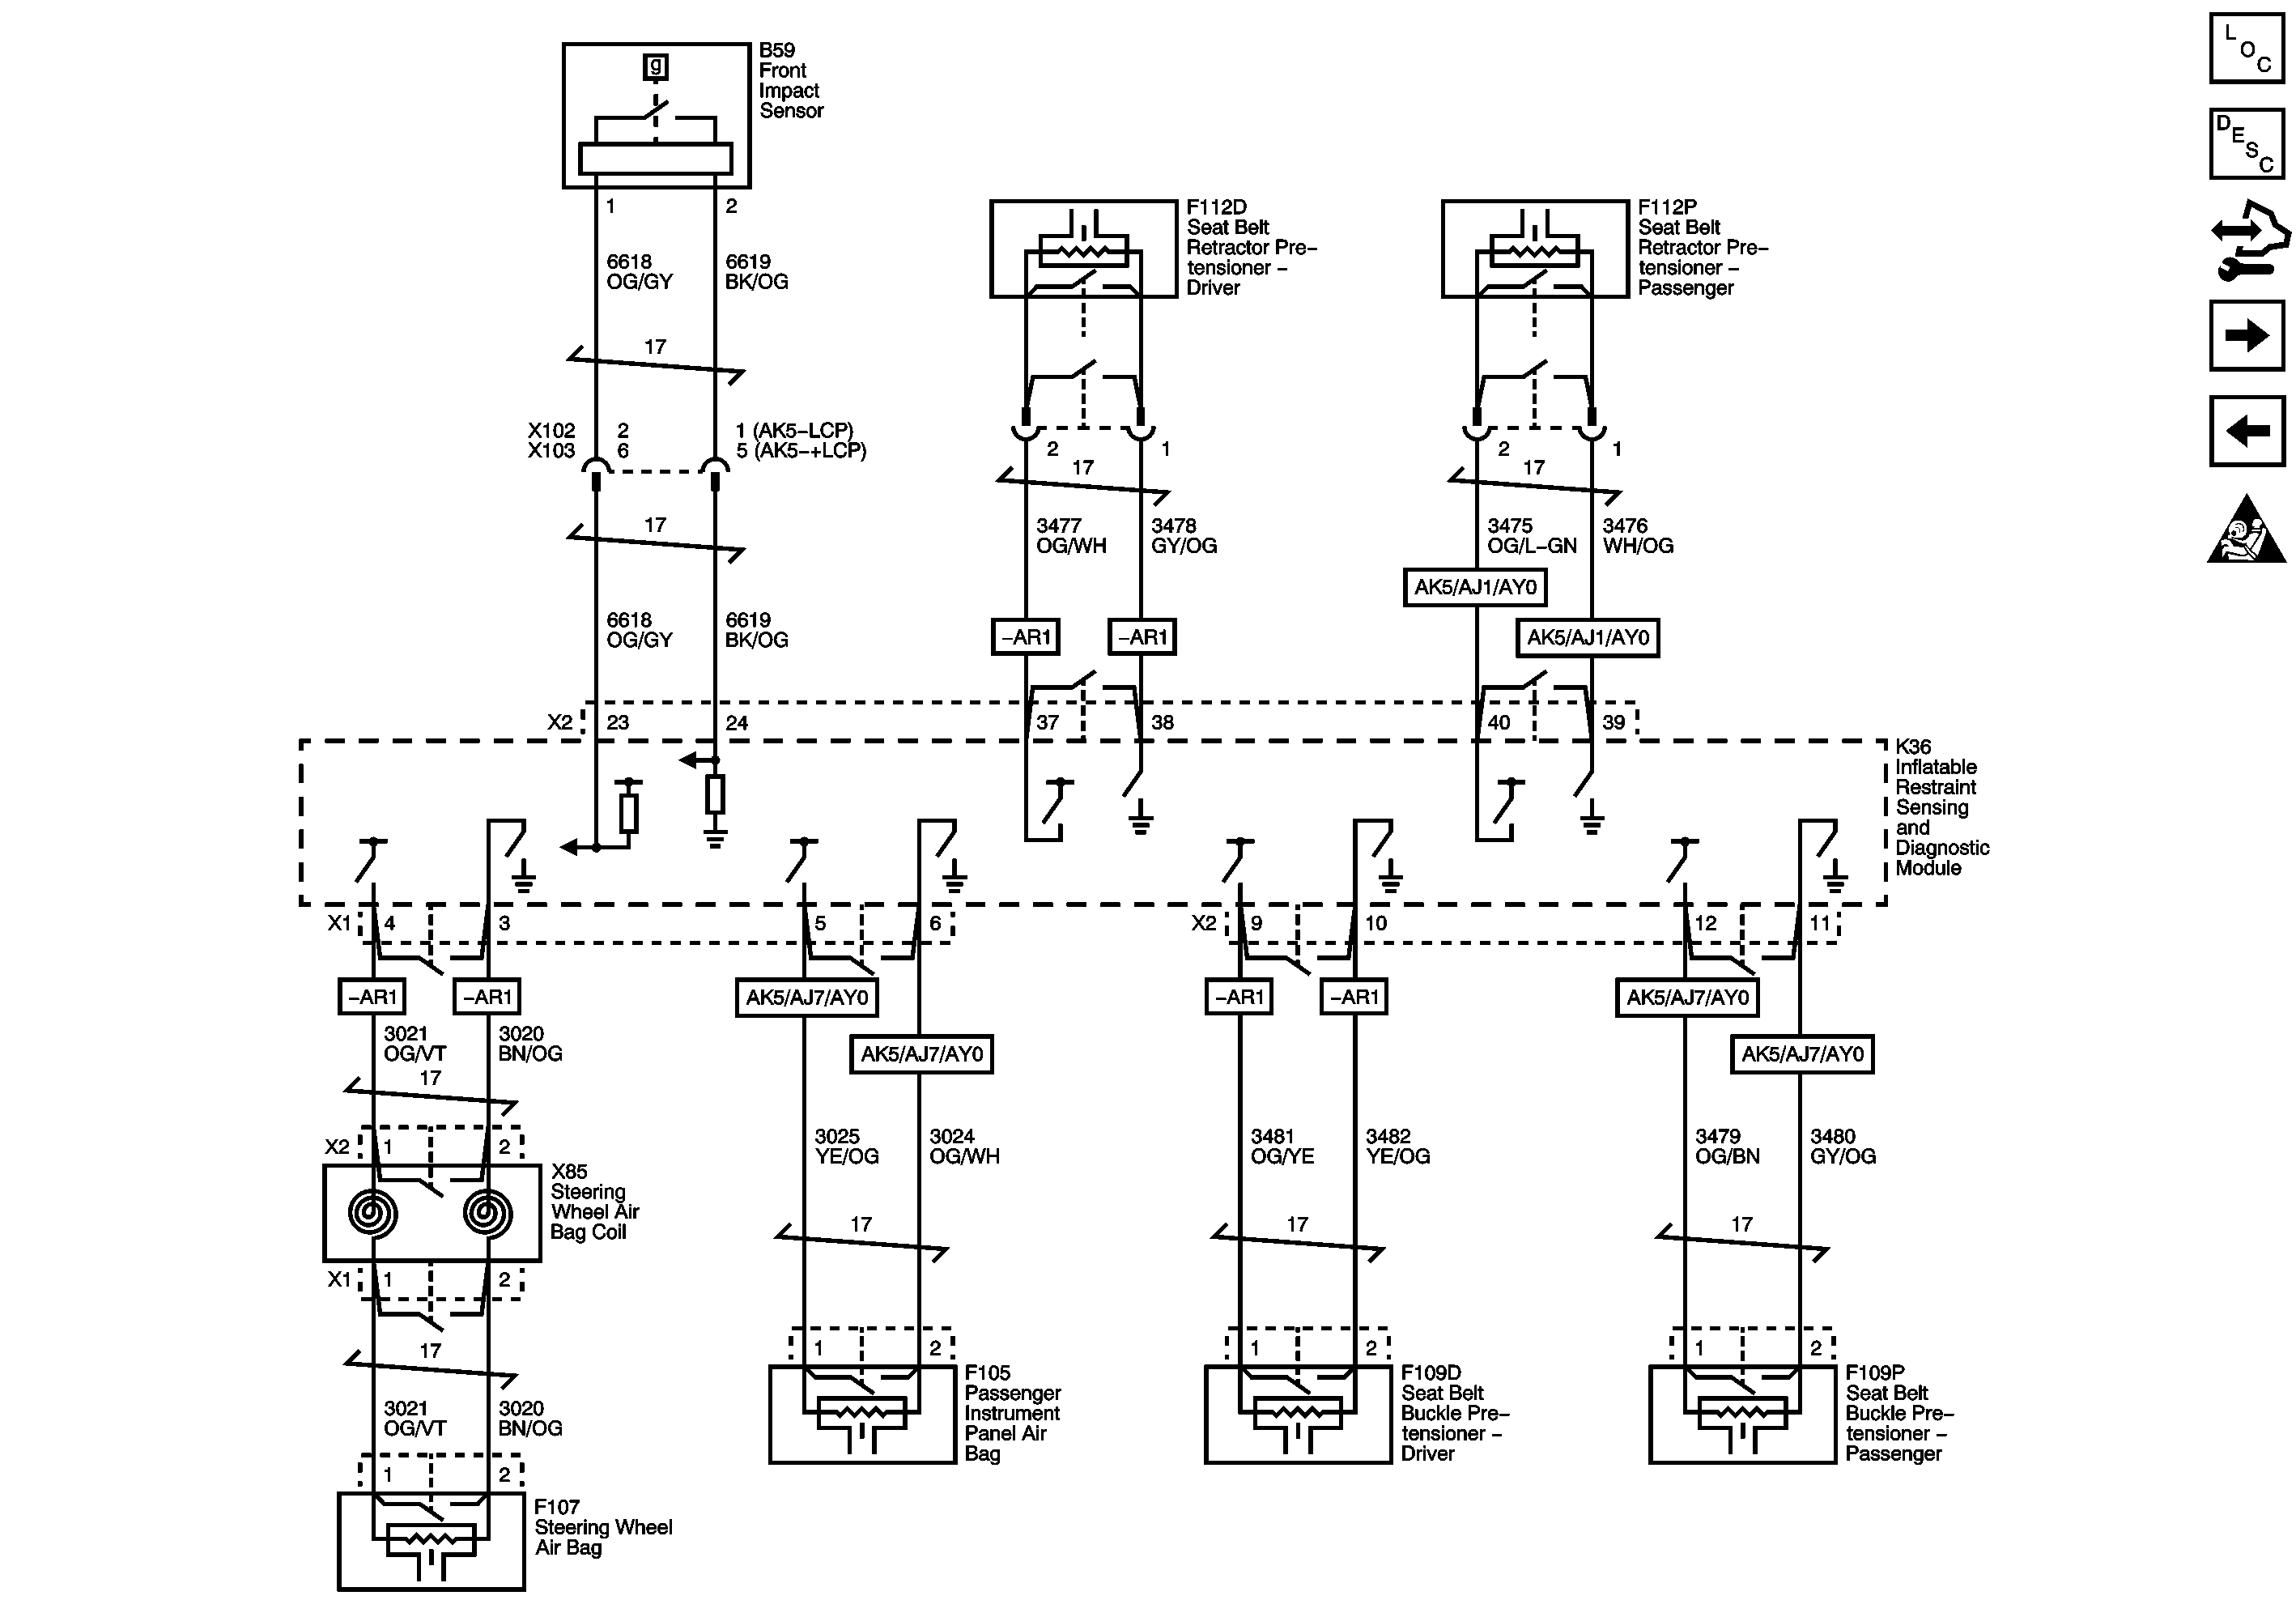 B59
Front
Impact
Sensor
g
L
O
C
D
E
S
C
1
2
6618
OG/GY
6619
BK/OG
17
X102
2
1 (AK5–LCP)
X103
6
5 (AK5–+LCP)
17
6618
OG/GY
6619
BK/OG
F112D
Seat Belt
Retractor Pre–
tensioner –
Driver
2
1
17
3477
OG/WH
3478
GY/OG
–AR1
–AR1
F112P
Seat Belt
Retractor Pre–
tensioner –
Passenger
2
1
17
3475
OG/L–GN
3476
WH/OG
AK5/AJ1/AY0
AK5/AJ1/AY0
X2
23
24
37
38
40
39
K36
Inflatable
Restraint
Sensing
and
Diagnostic
Module
X1
4
3
5
6
X2
9
10
12
11
–AR1
–AR1
3021
OG/VT
3020
BN/OG
17
X2
1
2
X85
Steering
Wheel Air
Bag Coil
X1
1
2
17
3021
OG/VT
3020
BN/OG
1
2
F107
Steering Wheel
Air Bag
AK5/AJ7/AY0
AK5/AJ7/AY0
3025
YE/OG
3024
OG/WH
17
1
2
F105
Passenger
Instrument
Panel Air
Bag
–AR1
–AR1
3481
OG/YE
3482
YE/OG
17
1
2
F109D
Seat Belt
Buckle Pre–
tensioner –
Driver
AK5/AJ7/AY0
AK5/AJ7/AY0
3479
OG/BN
3480
GY/OG
17
1
2
F109P
Seat Belt
Buckle Pre–
tensioner –
Passenger